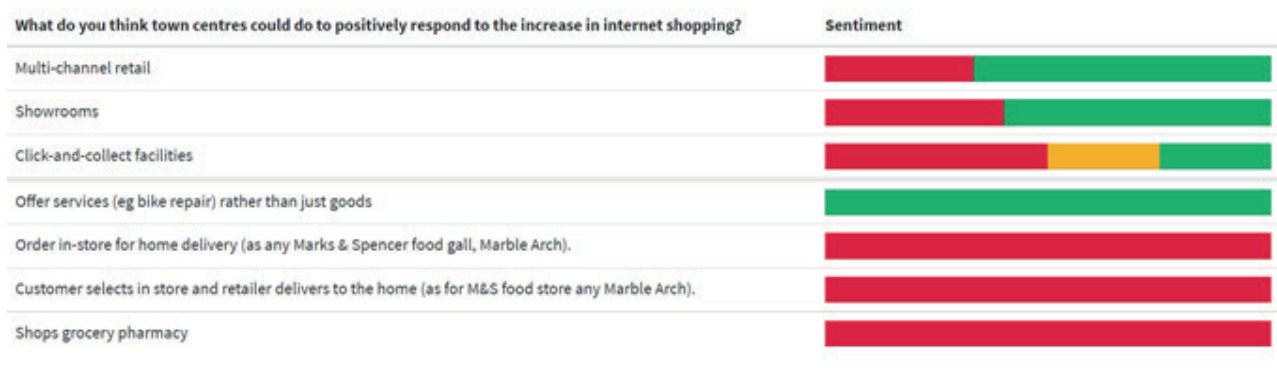 What do you think town centres could do to positively respond to the increase in internet shopping? Sentiment
Multi-channel retail
Showrooms
Click-and-collect facilities
Offer services (eg bike repair) rather than just goods
Order in-store for home delivery (as any Marks & Spencer food gall, Marble Arch).
Customer selects in store and retailer delivers to the home (as for M&S food store any Marble Arch).
Shops grocery pharmacy